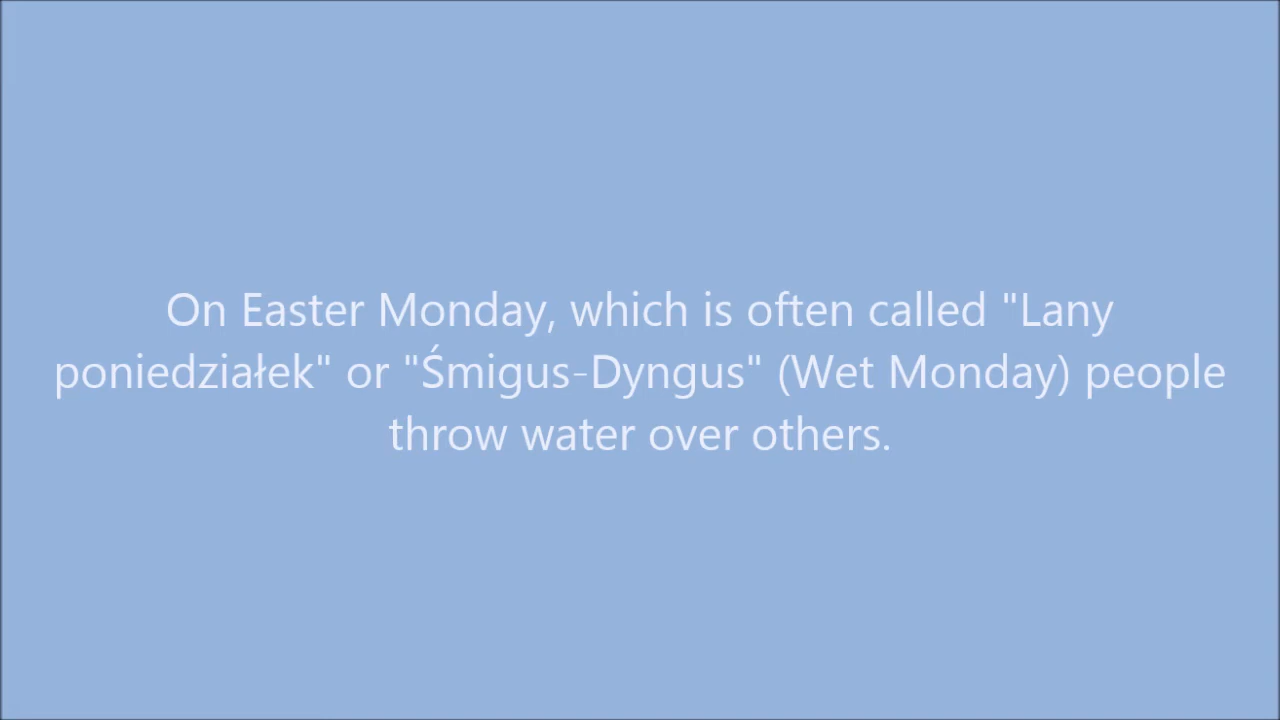 On Easter Monday, which is often called "Lany
poniedziałek" or "Śmigus-Dyngus" (Wet Monday) people
throw water over others.